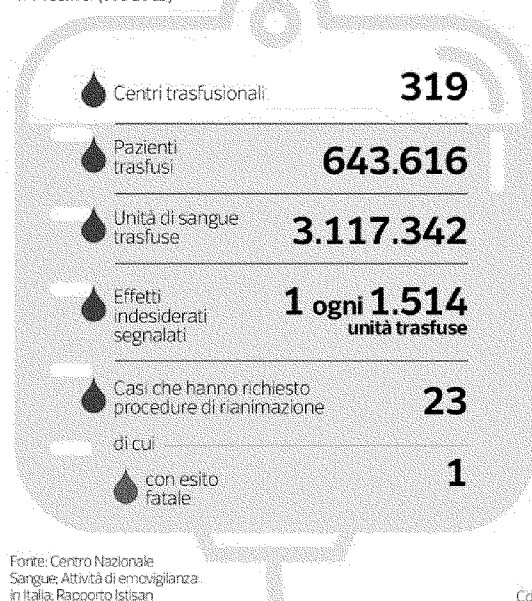 Centri trasfusionali 319
Pazienti
trasfusi 643.616
Unità di sangue
trasfuse 3.117.342
Effetti
indesiderati
segnalati 1 ogni 1.514
unità trasfuse
Casi che hanno richiesto
procedure di rianimazione 23
di cui
con esito
fatale 1
Fonte: Centro Nazionale
Sangue, Attività di emovigilanza
in Italia, Rapporto Istisan